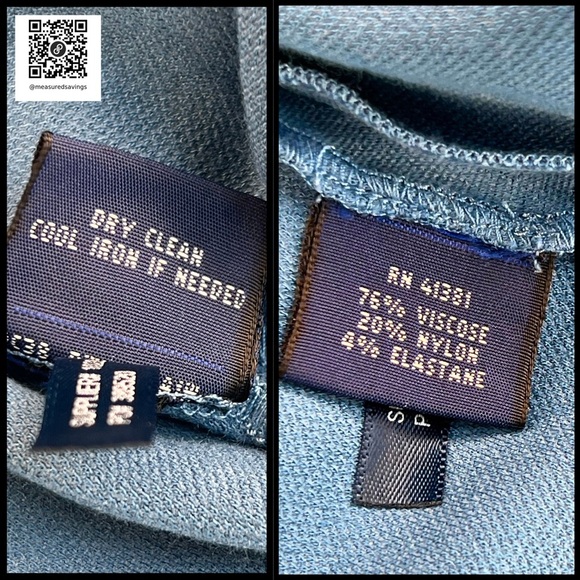 @measuredsavings
DRY CLEAN
COOL IRON IF NEEDED
RN 41381
76% VISCOSE
20% NYLON
4% ELASTANE
S
P